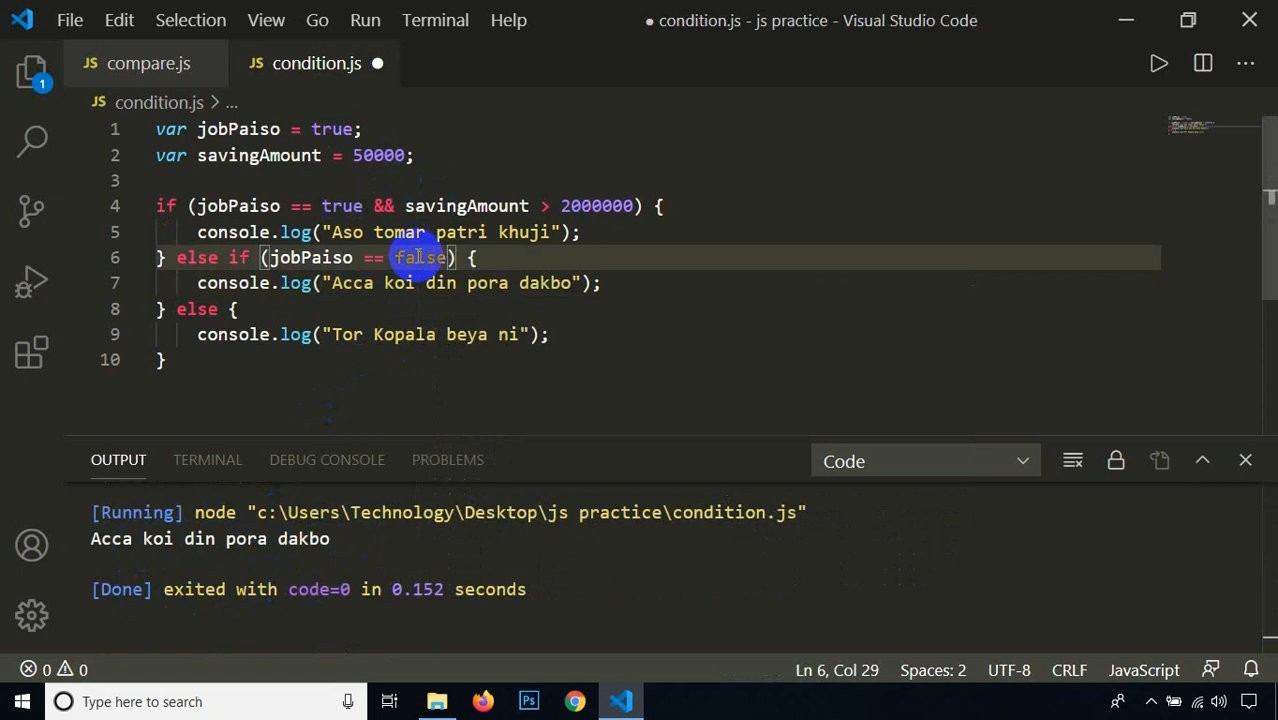 File Edit Selection View Go Run Terminal Help ● condition.js - js practice - Visual Studio Code
JS compare.js JS condition.js ●
JS condition.js > ...
1 var jobPaiso = true;
2 var savingAmount = 50000;
3
4 if (jobPaiso == true && savingAmount > 2000000) {
5 console.log("Aso tomar patri khuji");
6 } else if (jobPaiso == false) {
7 console.log("Acca koi din pora dakbo");
8 } else {
9 console.log("Tor Kopala beya ni");
10 }
1
OUTPUT TERMINAL DEBUG CONSOLE PROBLEMS Code
[Running] node "c:\Users\Technology\Desktop\js practice\condition.js"
Acca koi din pora dakbo
[Done] exited with code=0 in 0.152 seconds
0 0 Ln 6, Col 29 Spaces: 2 UTF-8 CRLF JavaScript
Type here to search Ps